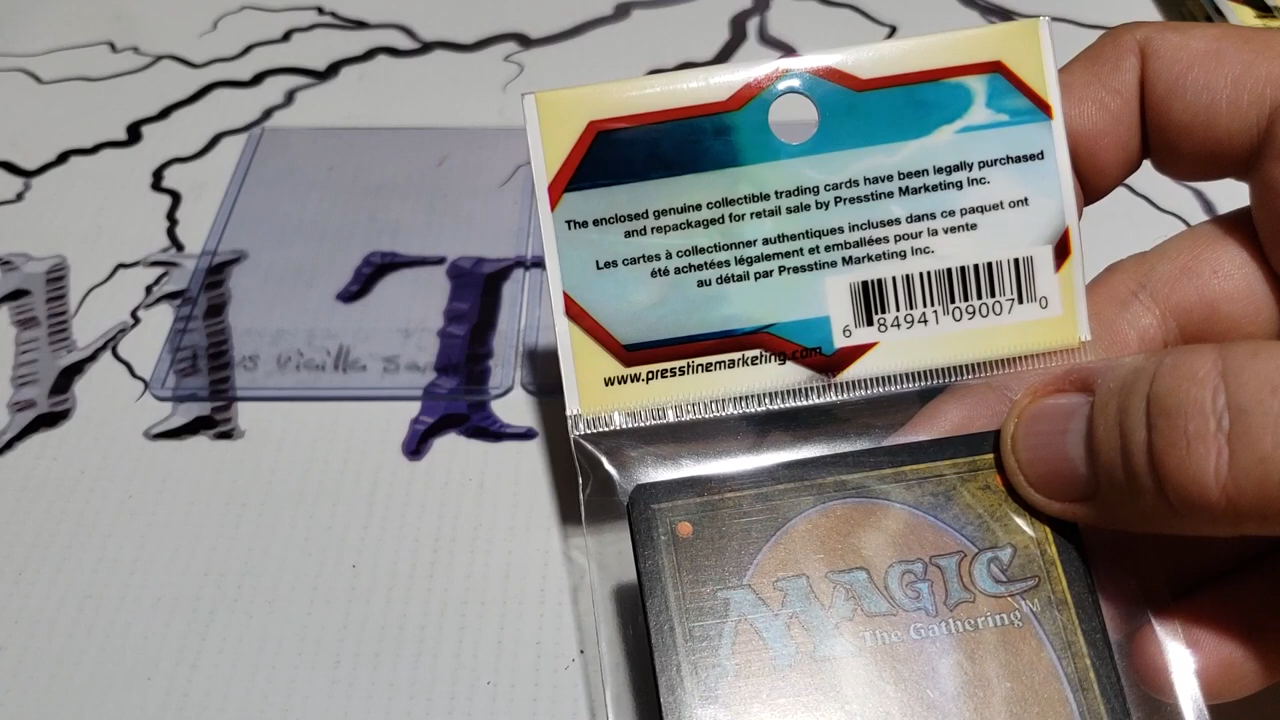 The enclosed genuine collectible trading cards have been legally purchased
and repackaged for retail sale by Presstine Marketing Inc.
Les cartes à collectionner authentiques incluses dans ce paquet ont
été achetées légalement et emballées pour la vente
au détail par Presstine Marketing Inc.
6 84941 09007 0
www.presstinemarketing.com
MAGIC
The Gathering™
IT